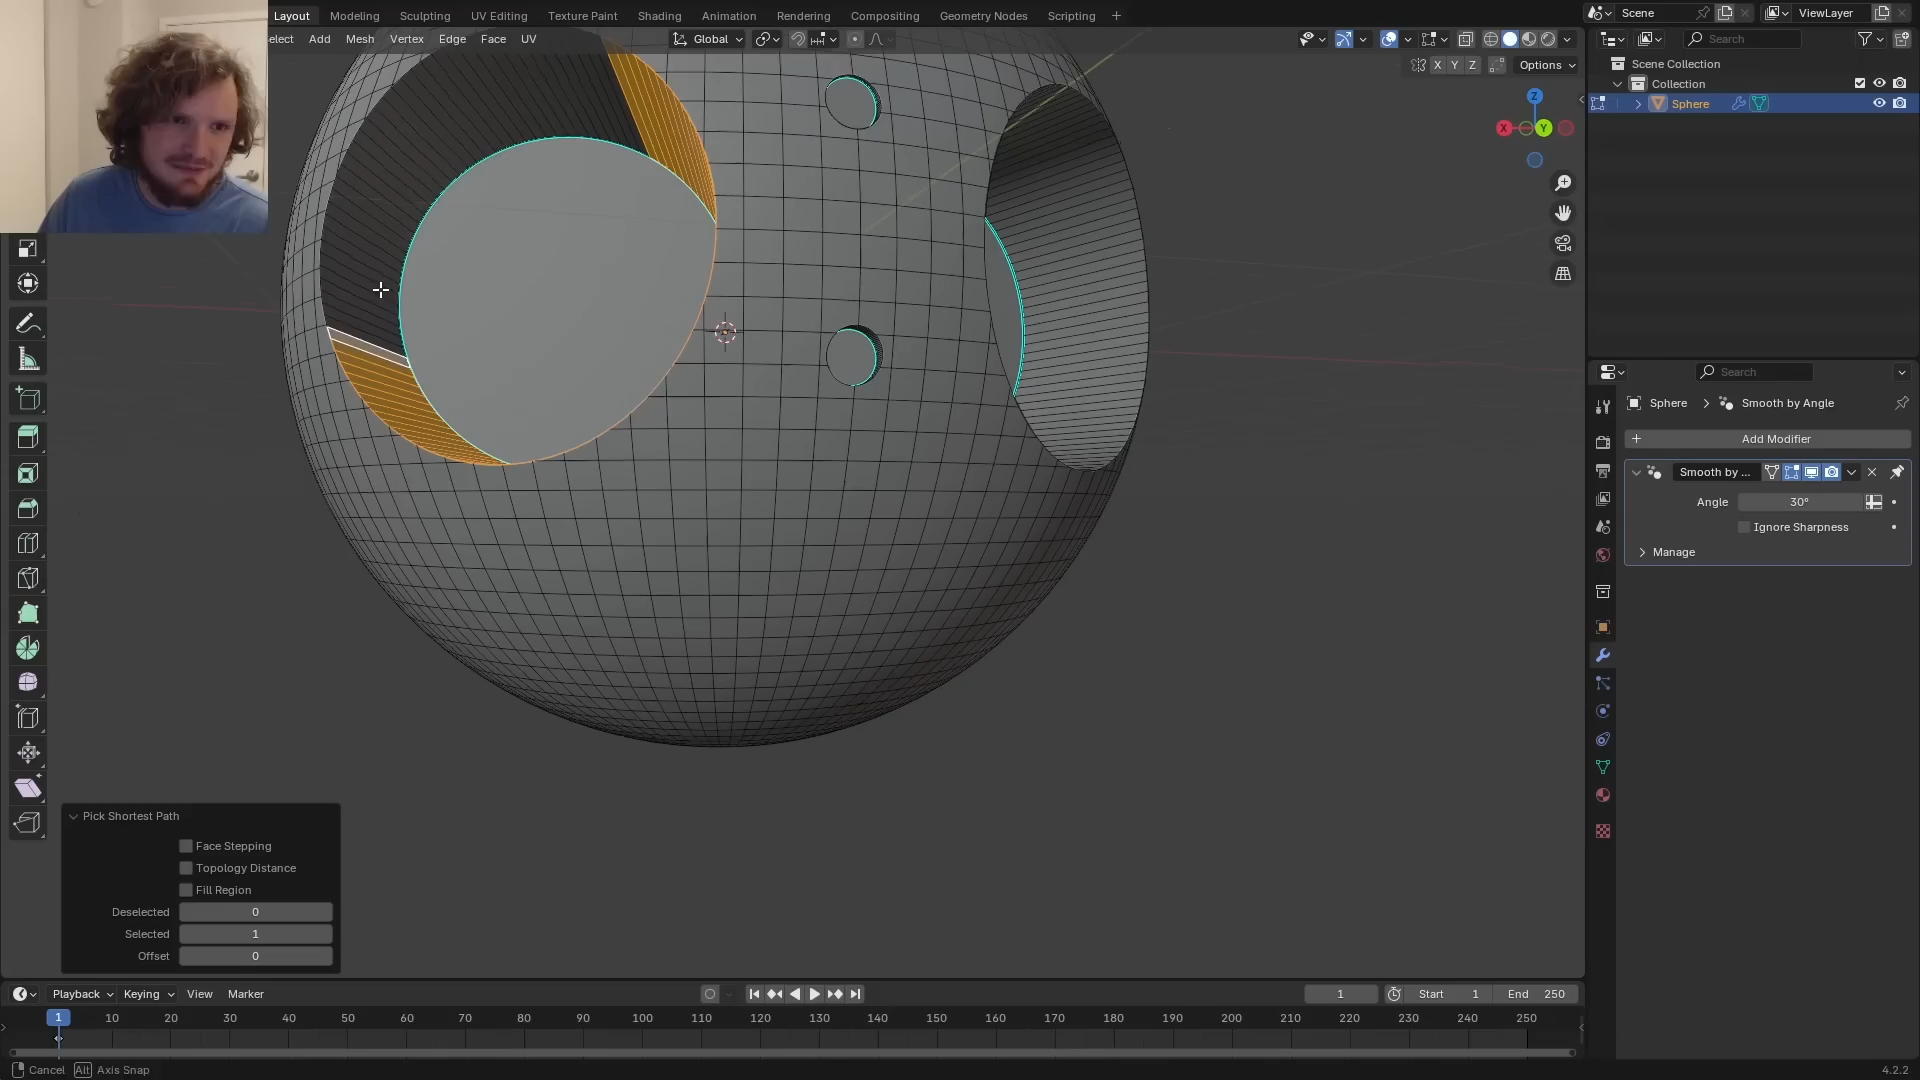 Layout Modeling Sculpting UV Editing Texture Paint Shading Animation Rendering Compositing Geometry Nodes Scripting
Scene
ViewLayer
elect Add Mesh Vertex Edge Face UV
Global
Search
X Y Z Options
Scene Collection
Collection
Sphere
Z
X
Y
Search
Sphere > Smooth by Angle
Add Modifier
Smooth by ...
Angle 30°
Ignore Sharpness
Manage
Pick Shortest Path
Face Stepping
Topology Distance
Fill Region
Deselected 0
Selected 1
Offset 0
Playback Keying View Marker
1
Start 1 End 250
1 10 20 30 40 50 60 70 80 90 100 110 120 130 140 150 160 170 180 190 200 210 220 230 240 250
Cancel Alt Axis Snap
4.2.2